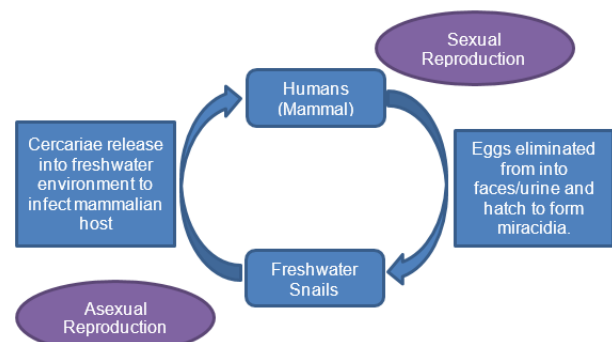 Sexual
Reproduction
Humans
(Mammal)
Cercariae release
into freshwater
environment to
infect mammalian
host
Eggs eliminated
from into
faces/urine and
hatch to form
miracidia.
Freshwater
Snails
Asexual
Reproduction